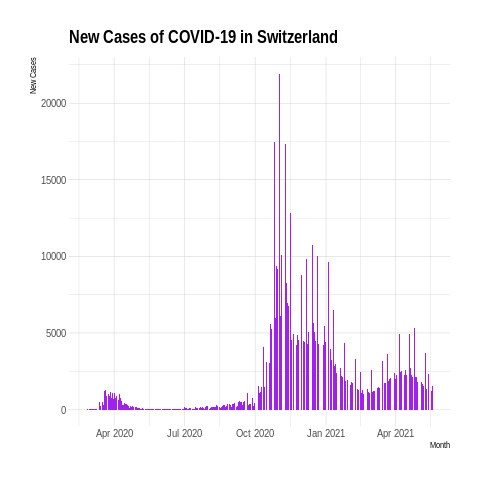 New Cases of COVID-19 in Switzerland
New Cases
20000
15000
10000
5000
0
Apr 2020 Jul 2020 Oct 2020 Jan 2021 Apr 2021
Month